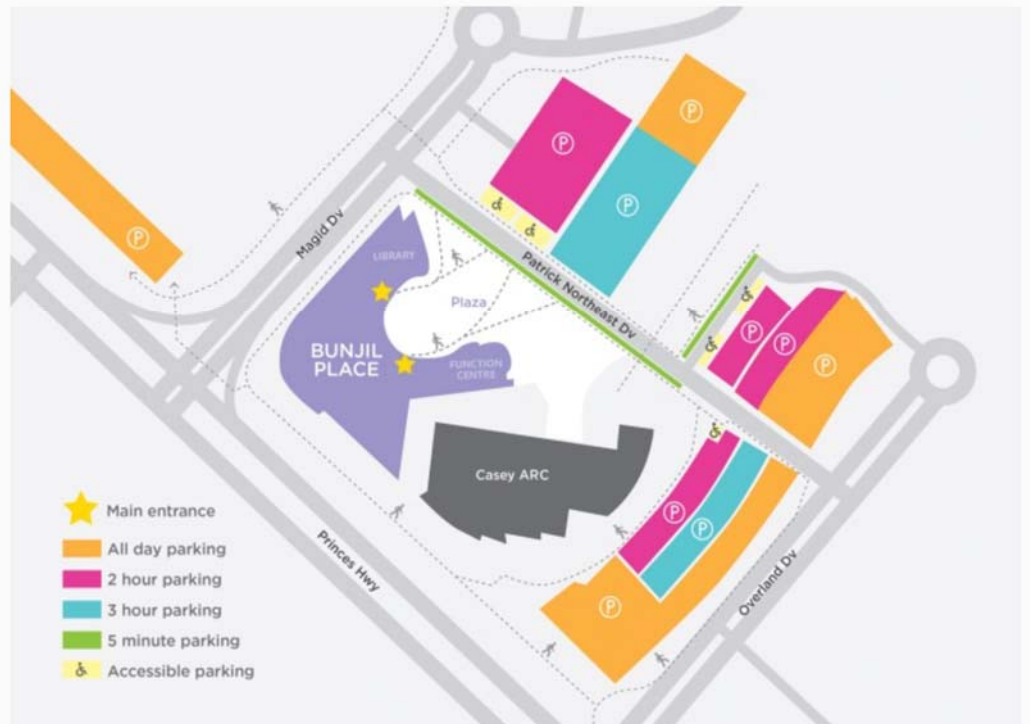 Magid Dv
LIBRARY
Plaza
Patrick Northeast Dv
BUNJIL
PLACE
FUNCTION
CENTRE
Casey ARC
Princes Hwy
Overland Dv
P
P
P
P
P
P
P
P
P
P
Main entrance
All day parking
2 hour parking
3 hour parking
5 minute parking
Accessible parking